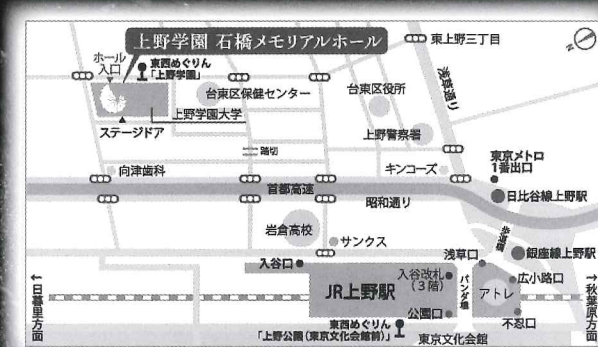 上野学園 石橋メモリアルホール
ホール
入口
東西めぐりん
「上野学園」
東上野三丁目
台東区保健センター
台東区役所
浅草通り
上野学園大学
ステージドア
上野警察署
踏切
向津歯科
キンコーズ
東京メトロ
1番出口
首都高速
昭和通り
日比谷線上野駅
岩倉高校
サンクス
歩道橋
入谷口
浅草口
銀座線上野駅
入谷改札
(3階)
JR上野駅
パンダ橋
アトレ
広小路口
公園口
不忍口
東西めぐりん
「上野公園(東京文化会館前)」
東京文化会館
←日暮里方面
→秋葉原方面
N